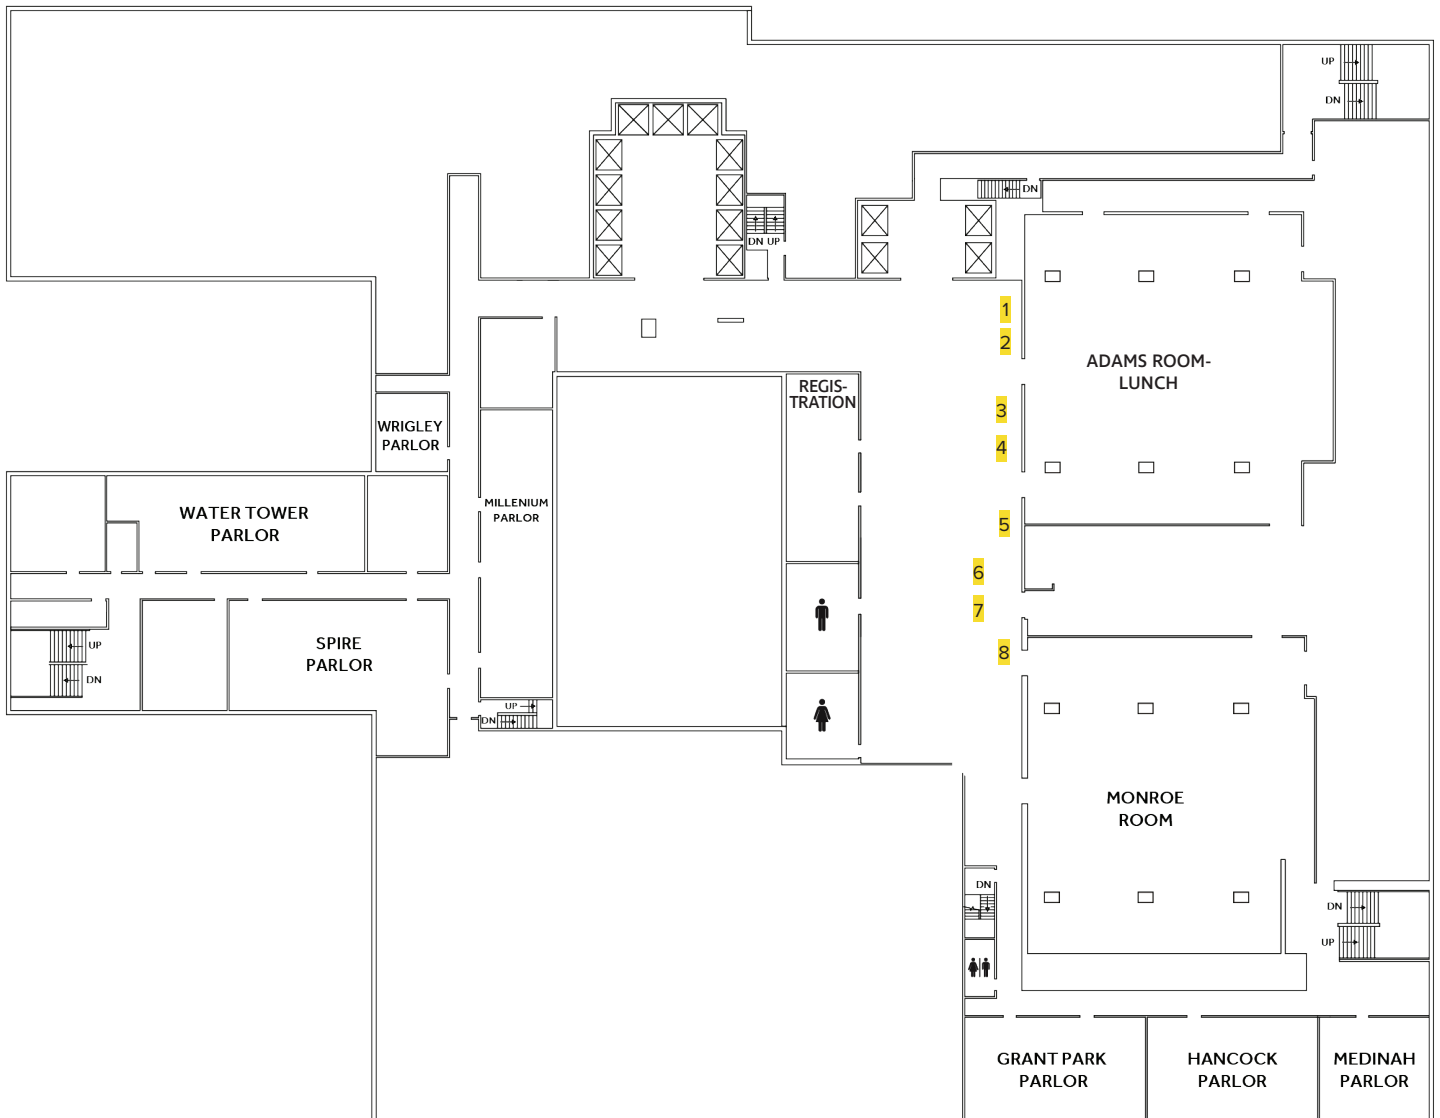 UP
DN
DN
DN UP
1
2
ADAMS ROOM-
LUNCH
REGIS-
TRATION
3
WRIGLEY
PARLOR
4
MILLENIUM
PARLOR
WATER TOWER
PARLOR
5
6
7
SPIRE
PARLOR
UP
DN
8
UP
DN
MONROE
ROOM
DN
DN
UP
GRANT PARK
PARLOR
HANCOCK
PARLOR
MEDINAH
PARLOR